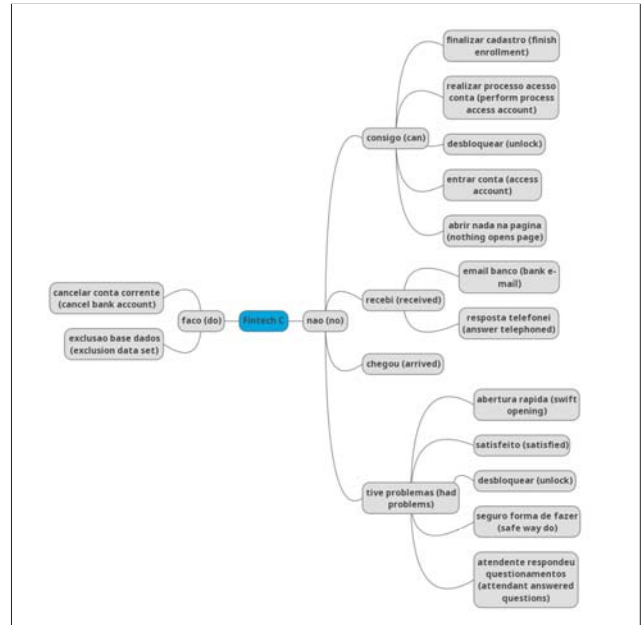 finalizar cadastro (finish
enrollment)
realizar processo acesso
conta (perform process
access account)
consigo (can)
desbloquear (unlock)
entrar conta (access
account)
abrir nada na pagina
(nothing opens page)
email banco (bank e-
mail)
cancelar conta corrente
(cancel bank account)
recebi (received)
faco (do)
Fintech C
nao (no)
resposta telefonei
(answer telephoned)
exclusao base dados
(exclusion data set)
chegou (arrived)
abertura rapida (swift
opening)
satisfeito (satisfied)
desbloquear (unlock)
tive problemas (had
problems)
seguro forma de fazer
(safe way do)
atendente respondeu
questionamentos
(attendant answered
questions)